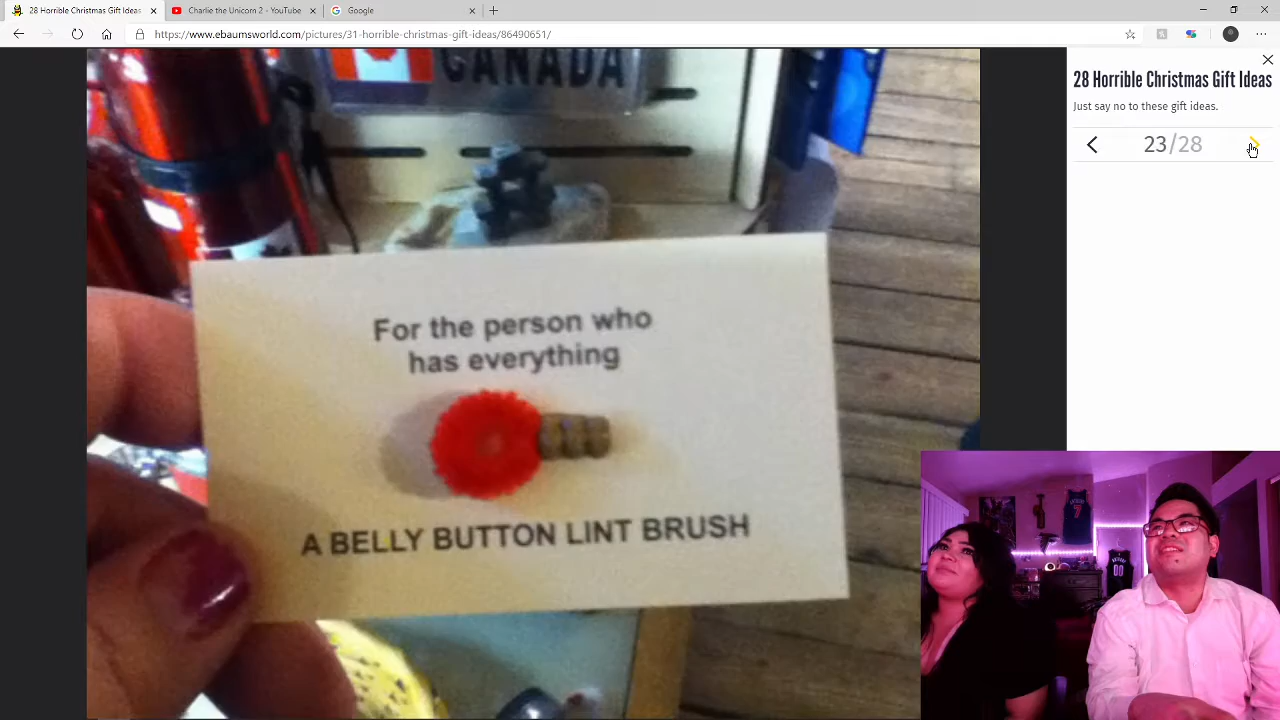 28 Horrible Christmas Gift Ideas
Charlie the Unicorn 2 - YouTube
Google
https://www.ebaumsworld.com/pictures/31-horrible-christmas-gift-ideas/86490651/
28 Horrible Christmas Gift Ideas
Just say no to these gift ideas.
23/28
CANADA
For the person who
has everything
A BELLY BUTTON LINT BRUSH